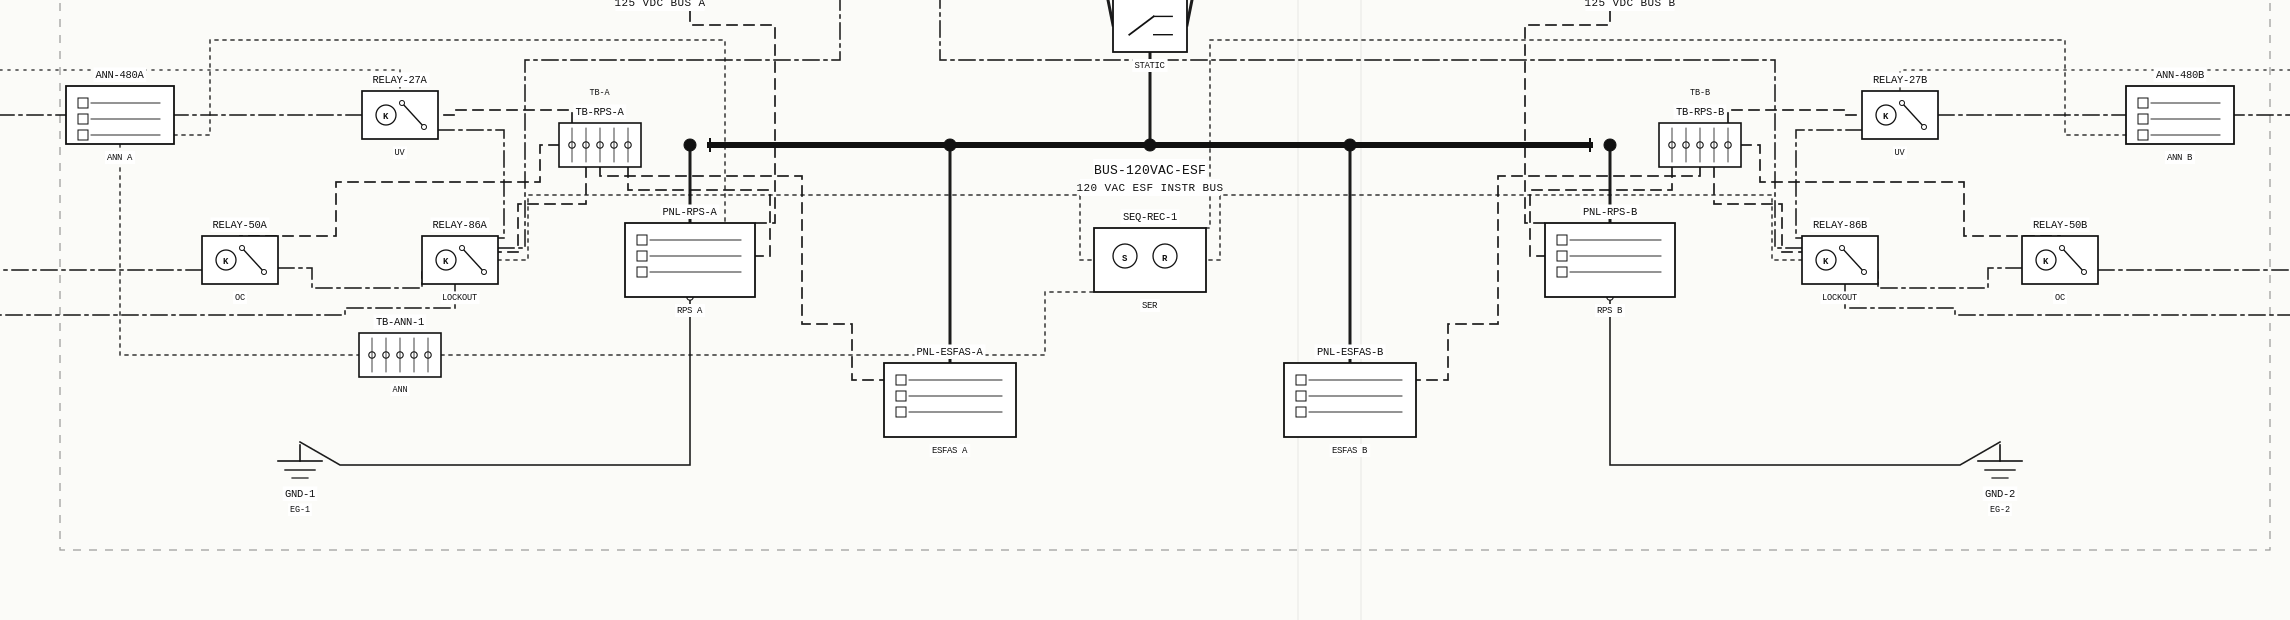 125 VDC BUS A
125 VDC BUS B
STATIC
ANN-480A
RELAY-27A
RELAY-27B
ANN-480B
TB-A
TB-B
TB-RPS-A
TB-RPS-B
K
K
ANN A
UV
UV
ANN B
BUS-120VAC-ESF
120 VAC ESF INSTR BUS
RELAY-50A
RELAY-86A
PNL-RPS-A
SEQ-REC-1
PNL-RPS-B
RELAY-86B
RELAY-50B
K
K
S
R
K
K
OC
LOCKOUT
RPS A
SER
RPS B
LOCKOUT
OC
TB-ANN-1
ANN
PNL-ESFAS-A
PNL-ESFAS-B
ESFAS A
ESFAS B
GND-1
EG-1
GND-2
EG-2